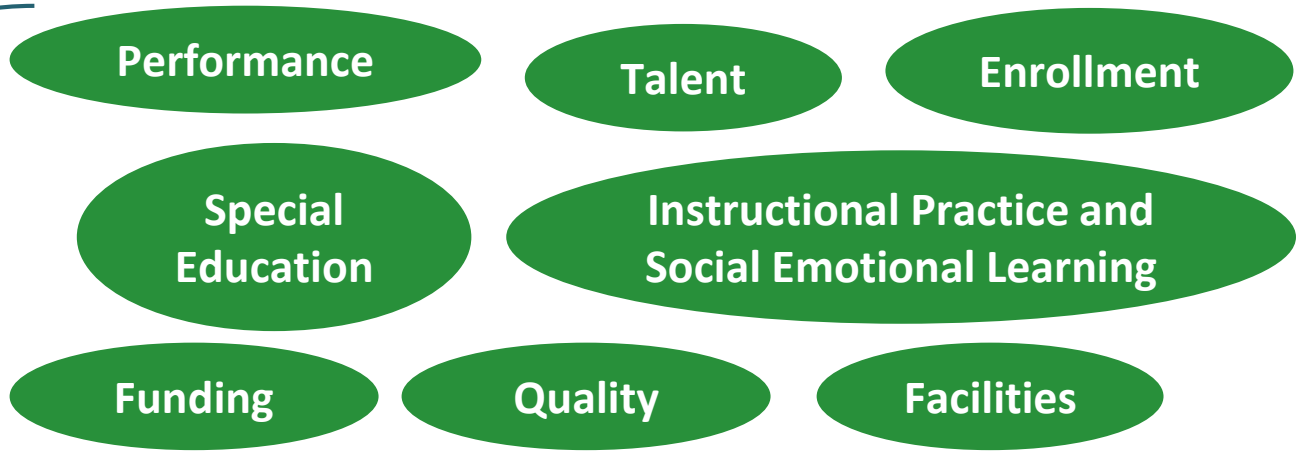 Performance
Talent
Enrollment
Special
Education
Instructional Practice and
Social Emotional Learning
Funding
Quality
Facilities